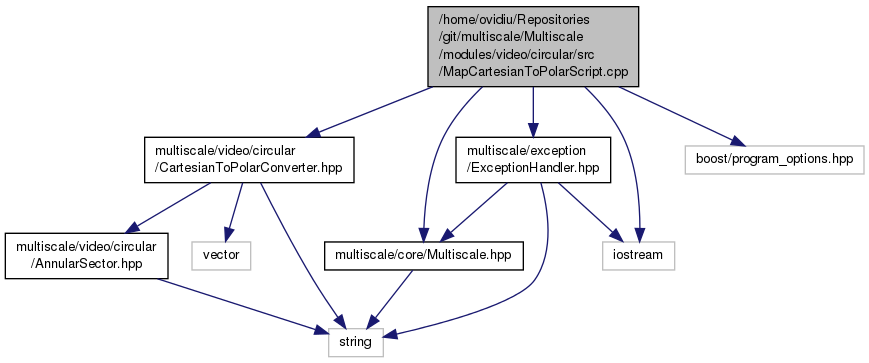 /home/ovidiu/Repositories
/git/multiscale/Multiscale
/modules/video/circular/src
/MapCartesianToPolarScript.cpp
multiscale/video/circular
/CartesianToPolarConverter.hpp
multiscale/exception
/ExceptionHandler.hpp
boost/program_options.hpp
multiscale/video/circular
/AnnularSector.hpp
vector
multiscale/core/Multiscale.hpp
iostream
string